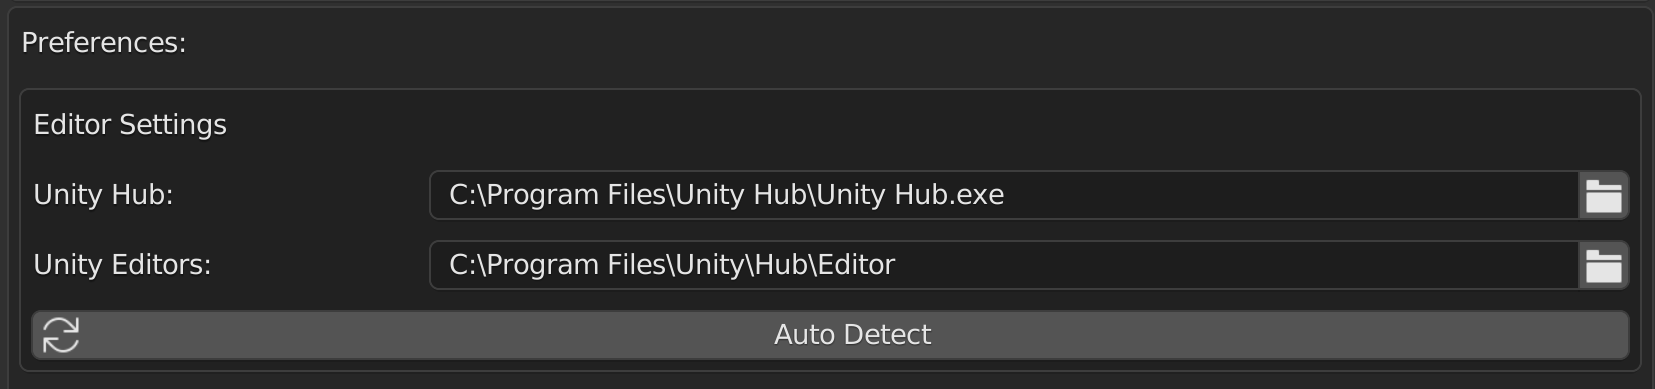 Preferences:
Editor Settings
Unity Hub: C:\Program Files\Unity Hub\Unity Hub.exe
Unity Editors: C:\Program Files\Unity\Hub\Editor
Auto Detect